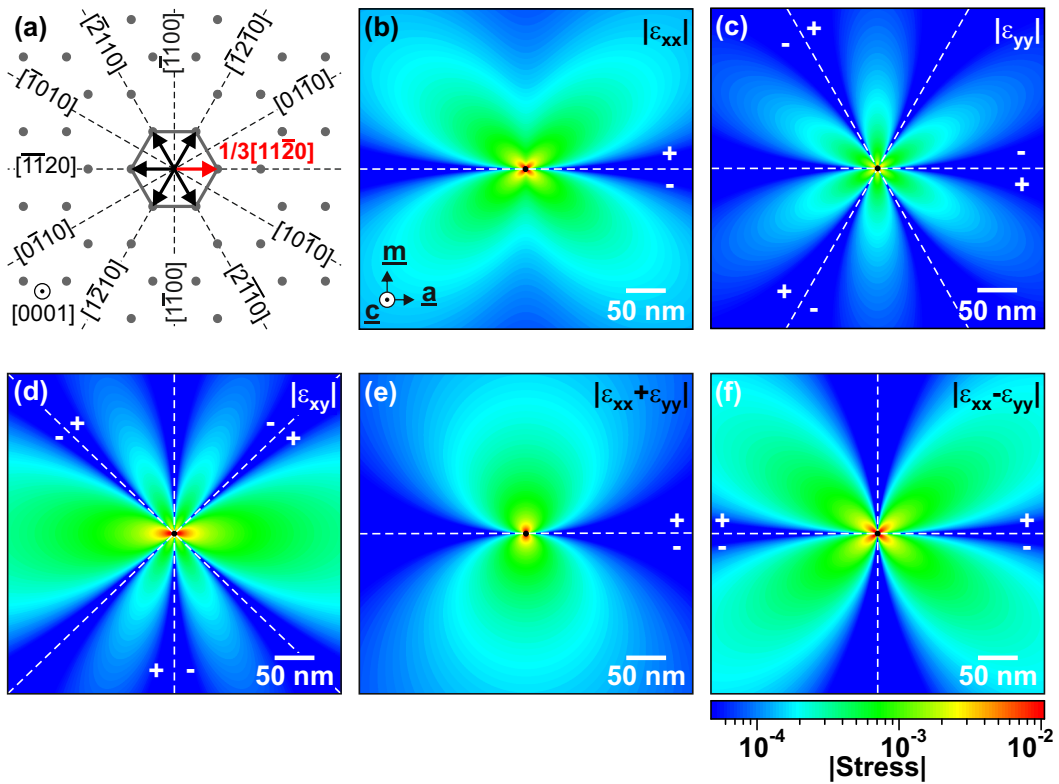 (a)
[2̄110]
[1̄100]
[1̄21̄0]
[1̄010]
[011̄0]
1/3[112̄0]
[1̄1̄20]
[01̄10]
[101̄0]
[12̄10]
[11̄00]
[21̄1̄0]
[0001]
(b)
|εxx|
+
-
m
c
a
50 nm
(c)
|εyy|
+
-
-
+
+
-
50 nm
(d)
|εxy|
+
-
-
+
+
-
50 nm
(e)
|εxx+εyy|
+
-
50 nm
(f)
|εxx-εyy|
+
-
+
-
50 nm
10-4
10-3
10-2
|Stress|